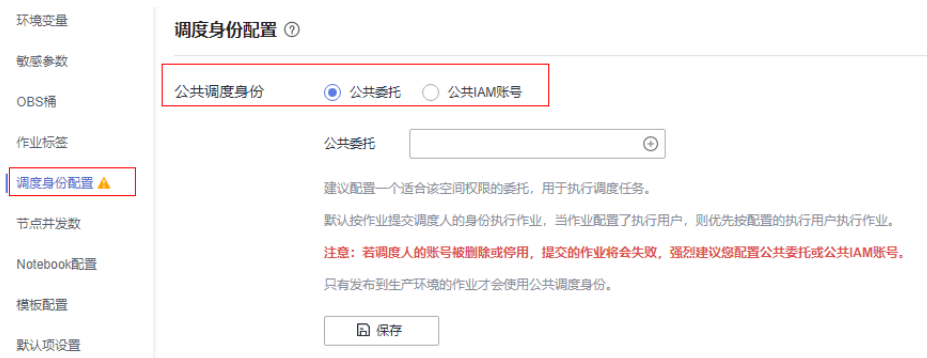 环境变量
敏感参数
OBS桶
作业标签
调度身份配置
节点并发数
Notebook配置
模板配置
默认项设置
调度身份配置
公共调度身份 公共委托 公共IAM账号
公共委托
建议配置一个适合该空间权限的委托，用于执行调度任务。
默认按作业提交调度人的身份执行作业，当作业配置了执行用户，则优先按配置的执行用户执行作业。
注意：若调度人的账号被删除或停用，提交的作业将会失败，强烈建议您配置公共委托或公共IAM账号。
只有发布到生产环境的作业才会使用公共调度身份。
保存